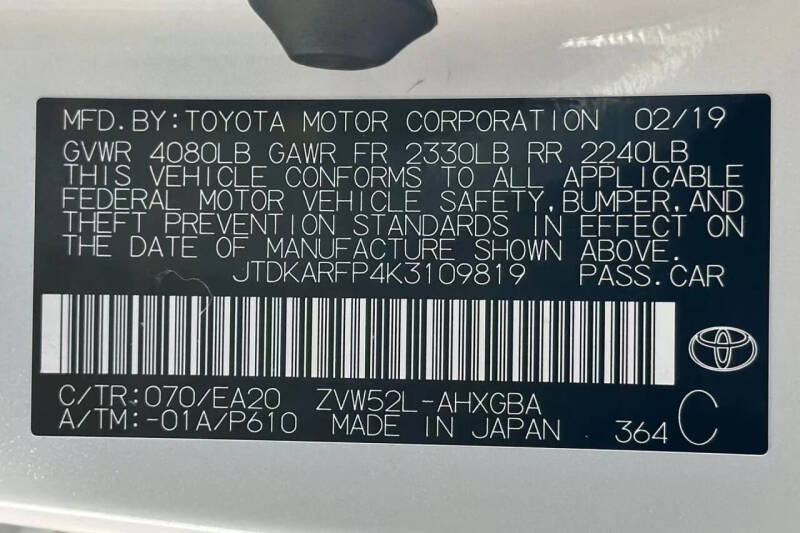 MFD.BY:TOYOTA MOTOR CORPORATION 02/19
GVWR 4080LB GAWR FR 2330LB RR 2240LB
THIS VEHICLE CONFORMS TO ALL APPLICABLE
FEDERAL MOTOR VEHICLE SAFETY,BUMPER,AND
THEFT PREVENTION STANDARDS IN EFFECT ON
THE DATE OF MANUFACTURE SHOWN ABOVE.
JTDKARFP4K3109819 PASS.CAR
C/TR:070/EA20 ZVW52L-AHXGBA
A/TM:-01A/P610 MADE IN JAPAN 364 C